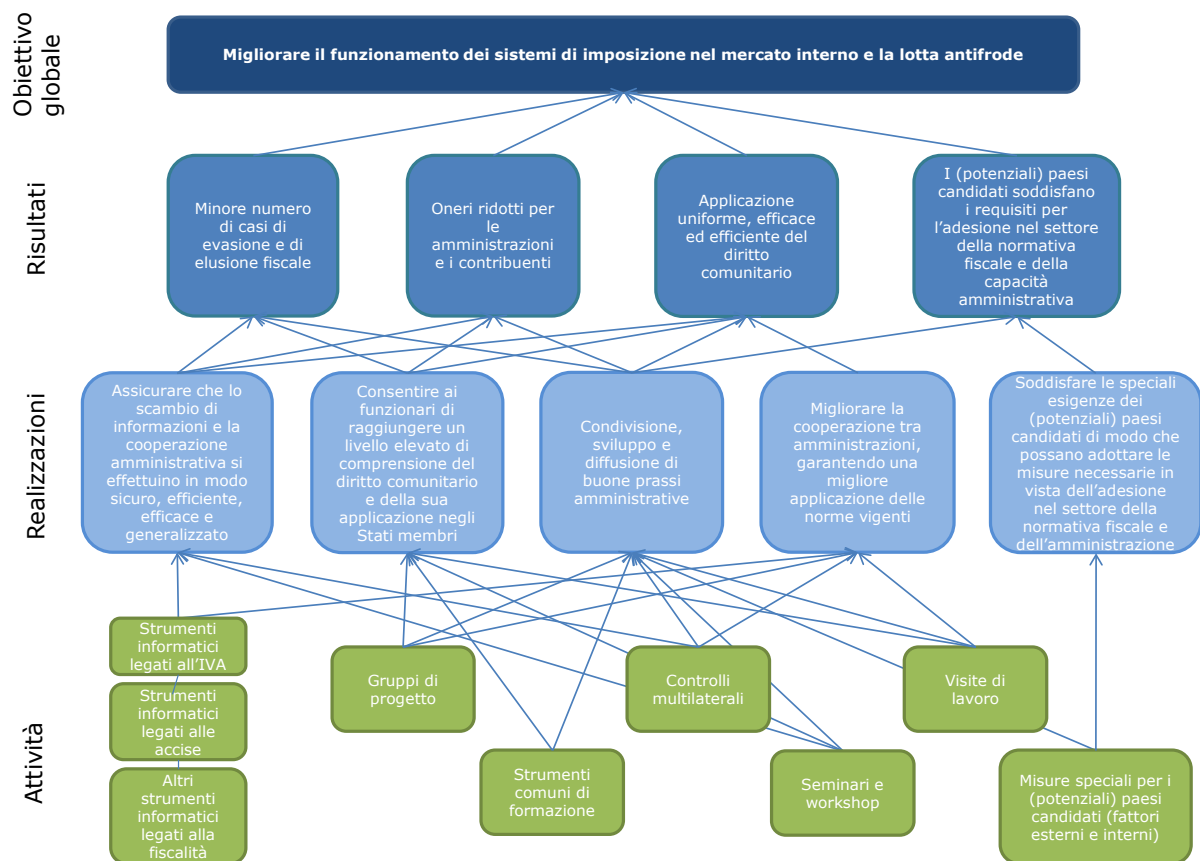 Obiettivo
globale
Migliorare il funzionamento dei sistemi di imposizione nel mercato interno e la lotta antifrode
Risultati
Minore numero
di casi di
evasione e di
elusione fiscale
Oneri ridotti per
le
amministrazioni
e i contribuenti
Applicazione
uniforme, efficace
ed efficiente del
diritto
comunitario
I (potenziali) paesi
candidati soddisfano
i requisiti per
l’adesione nel settore
della normativa
fiscale e della
capacità
amministrativa
Realizzazioni
Assicurare che lo
scambio di
informazioni e la
cooperazione
amministrativa si
effettuino in modo
sicuro, efficiente,
efficace e
generalizzato
Consentire ai
funzionari di
raggiungere un
livello elevato di
comprensione del
diritto comunitario
e della sua
applicazione negli
Stati membri
Condivisione,
sviluppo e
diffusione di
buone prassi
amministrative
Migliorare la
cooperazione tra
amministrazioni,
garantendo una
migliore
applicazione delle
norme vigenti
Soddisfare le speciali
esigenze dei
(potenziali) paesi
candidati di modo che
possano adottare le
misure necessarie in
vista dell’adesione
nel settore della
normativa fiscale e
dell’amministrazione
Attività
Strumenti
informatici
legati all’IVA
Strumenti
informatici
legati alle
accise
Altri
strumenti
informatici
legati alla
fiscalità
Gruppi di
progetto
Controlli
multilaterali
Visite di
lavoro
Strumenti
comuni di
formazione
Seminari e
workshop
Misure speciali per i
(potenziali) paesi
candidati (fattori
esterni e interni)